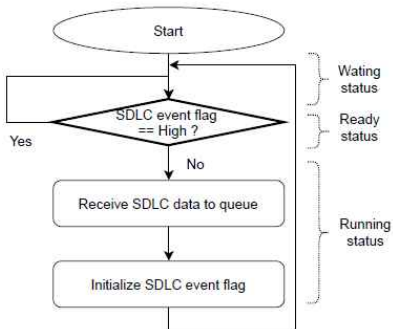 Start
Wating
status
SDLC event flag
== High ?
Ready
status
Yes
No
Receive SDLC data to queue
Running
status
Initialize SDLC event flag